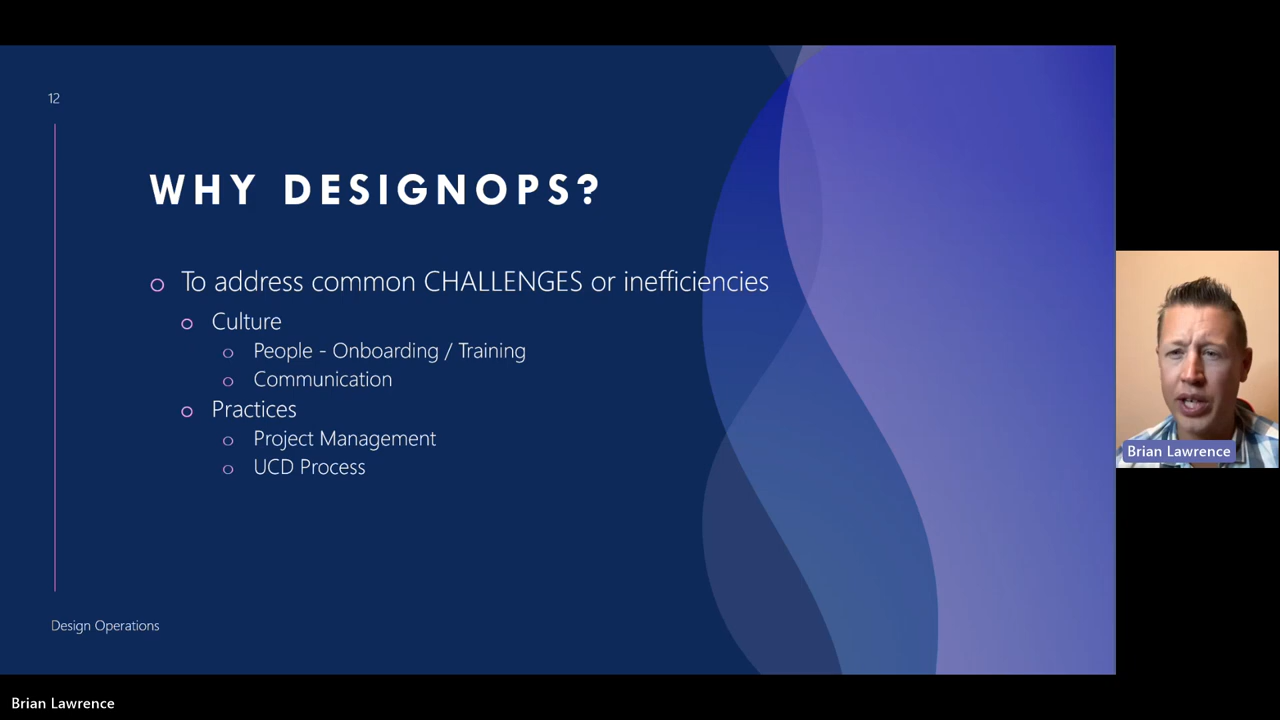 12
WHY DESIGNOPS?
To address common CHALLENGES or inefficiencies
Culture
People - Onboarding / Training
Communication
Practices
Project Management
UCD Process
Design Operations
Brian Lawrence
Brian Lawrence